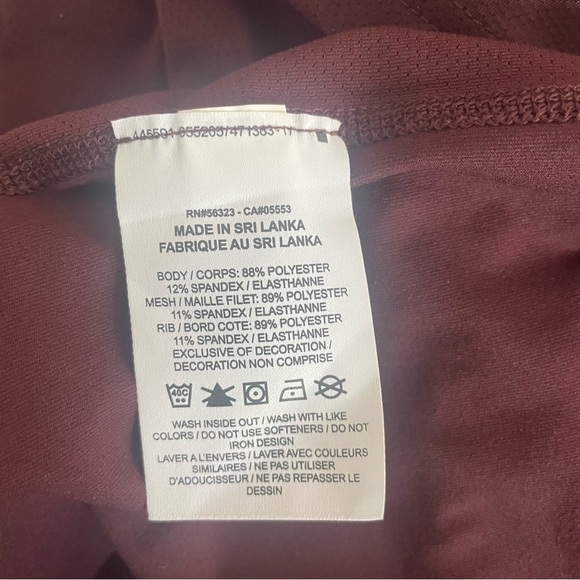 RN#56323 - CA#05553
MADE IN SRI LANKA
FABRIQUE AU SRI LANKA
BODY / CORPS: 88% POLYESTER
12% SPANDEX / ELASTHANNE
MESH / MAILLE FILET: 89% POLYESTER
11% SPANDEX / ELASTHANNE
RIB / BORD COTE: 89% POLYESTER
11% SPANDEX / ELASTHANNE
EXCLUSIVE OF DECORATION /
DECORATION NON COMPRISE
40C
WASH INSIDE OUT / WASH WITH LIKE
COLORS / DO NOT USE SOFTENERS / DO NOT
IRON DESIGN
LAVER A L'ENVERS / LAVER AVEC COULEURS
SIMILAIRES / NE PAS UTILISER
D'ADOUCISSEUR / NE PAS REPASSER LE
DESSIN